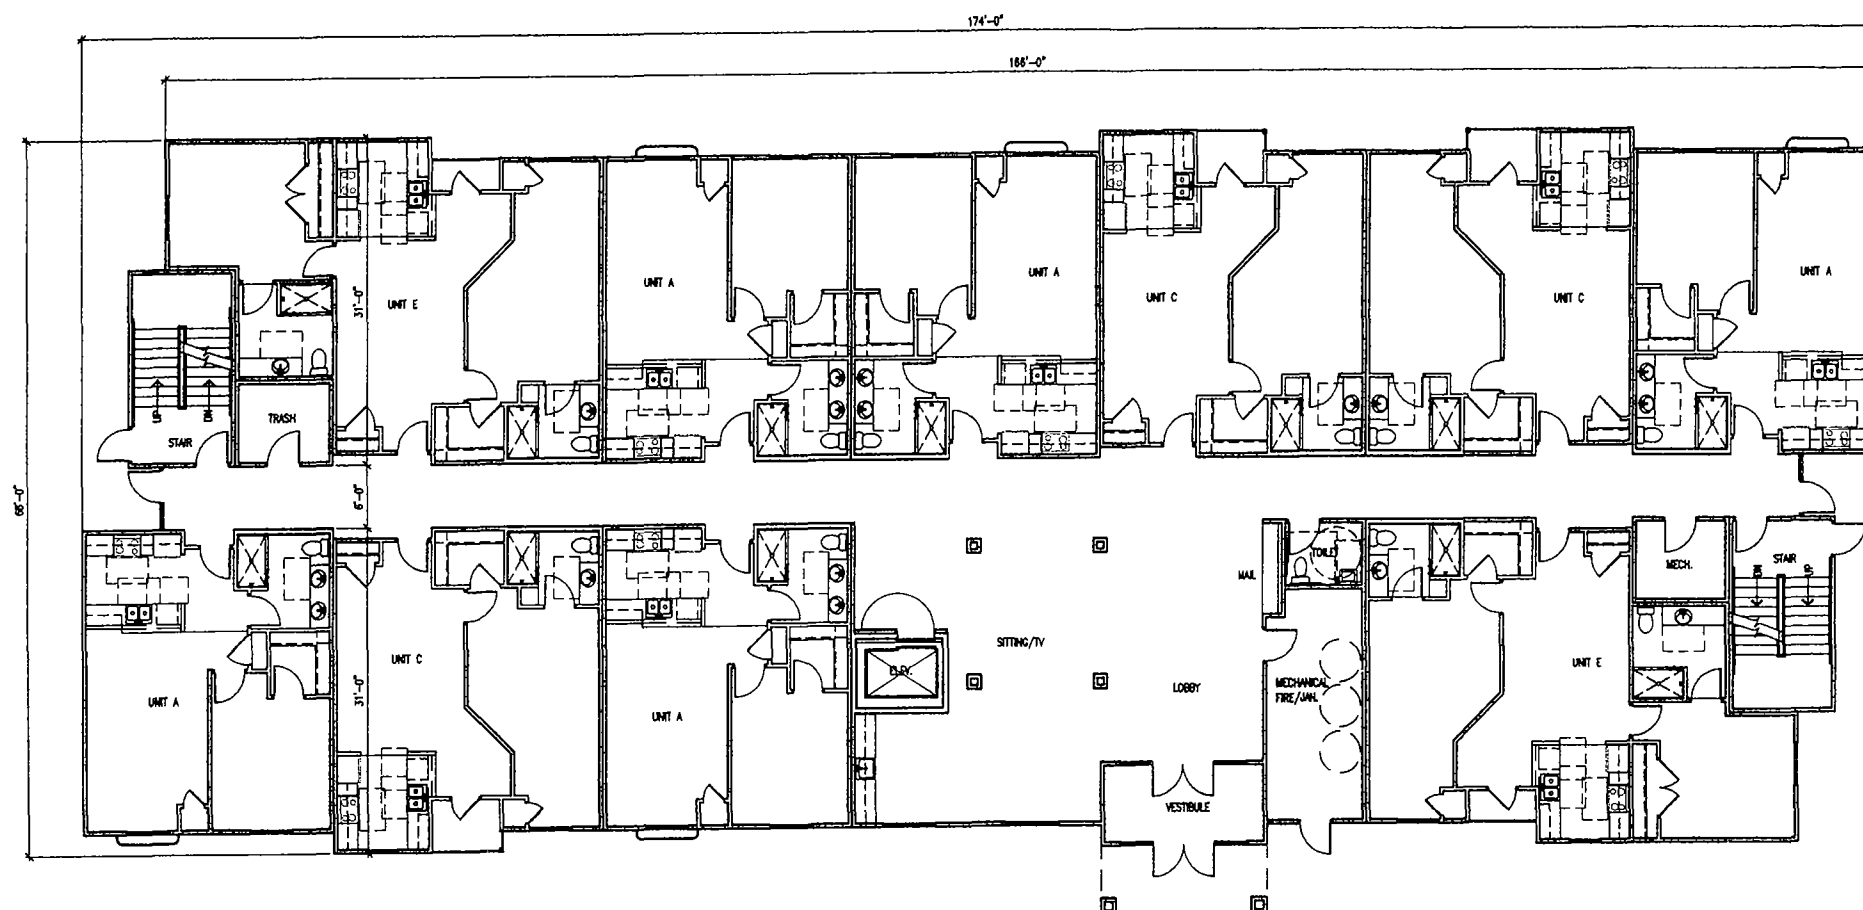 174'-0"
166'-0"
UNIT A
UNIT A
UNIT A
UNIT E
31'-0"
UNIT C
UNIT C
66'-0"
UP
DN
TRASH
STAIR
6'-0"
TOILET
MAIL
MECH.
STAIR
DN
UP
SITTING/TV
UNIT C
UNIT E
ELEV.
LOBBY
MECHANICAL
FIRE/JAN.
31'-0"
UNIT A
UNIT A
VESTIBULE